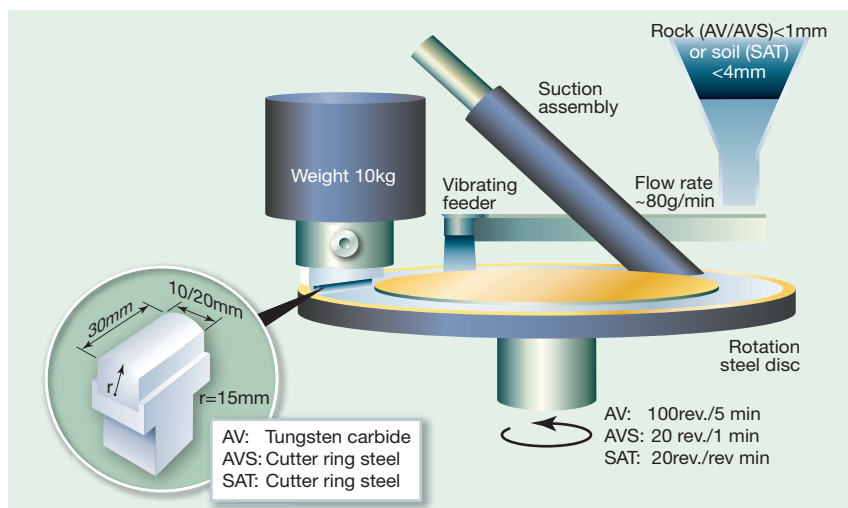 Rock (AV/AVS)<1mm
or soil (SAT)
<4mm
Suction
assembly
Weight 10kg
Vibrating
feeder
Flow rate
~80g/min
10/20mm
30mm
r
r=15mm
Rotation
steel disc
AV: Tungsten carbide
AVS: Cutter ring steel
SAT: Cutter ring steel
AV: 100rev./5 min
AVS: 20 rev./1 min
SAT: 20rev./rev min